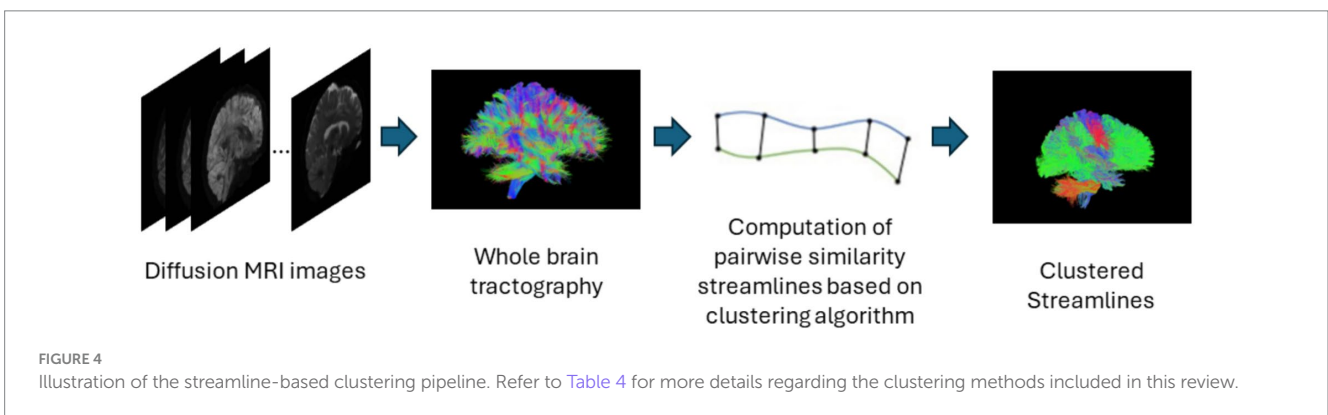 ...
Diffusion MRI images
Whole brain
tractography
Computation of
pairwise similarity
streamlines based on
clustering algorithm
Clustered
Streamlines
FIGURE 4
Illustration of the streamline-based clustering pipeline. Refer to Table 4 for more details regarding the clustering methods included in this review.